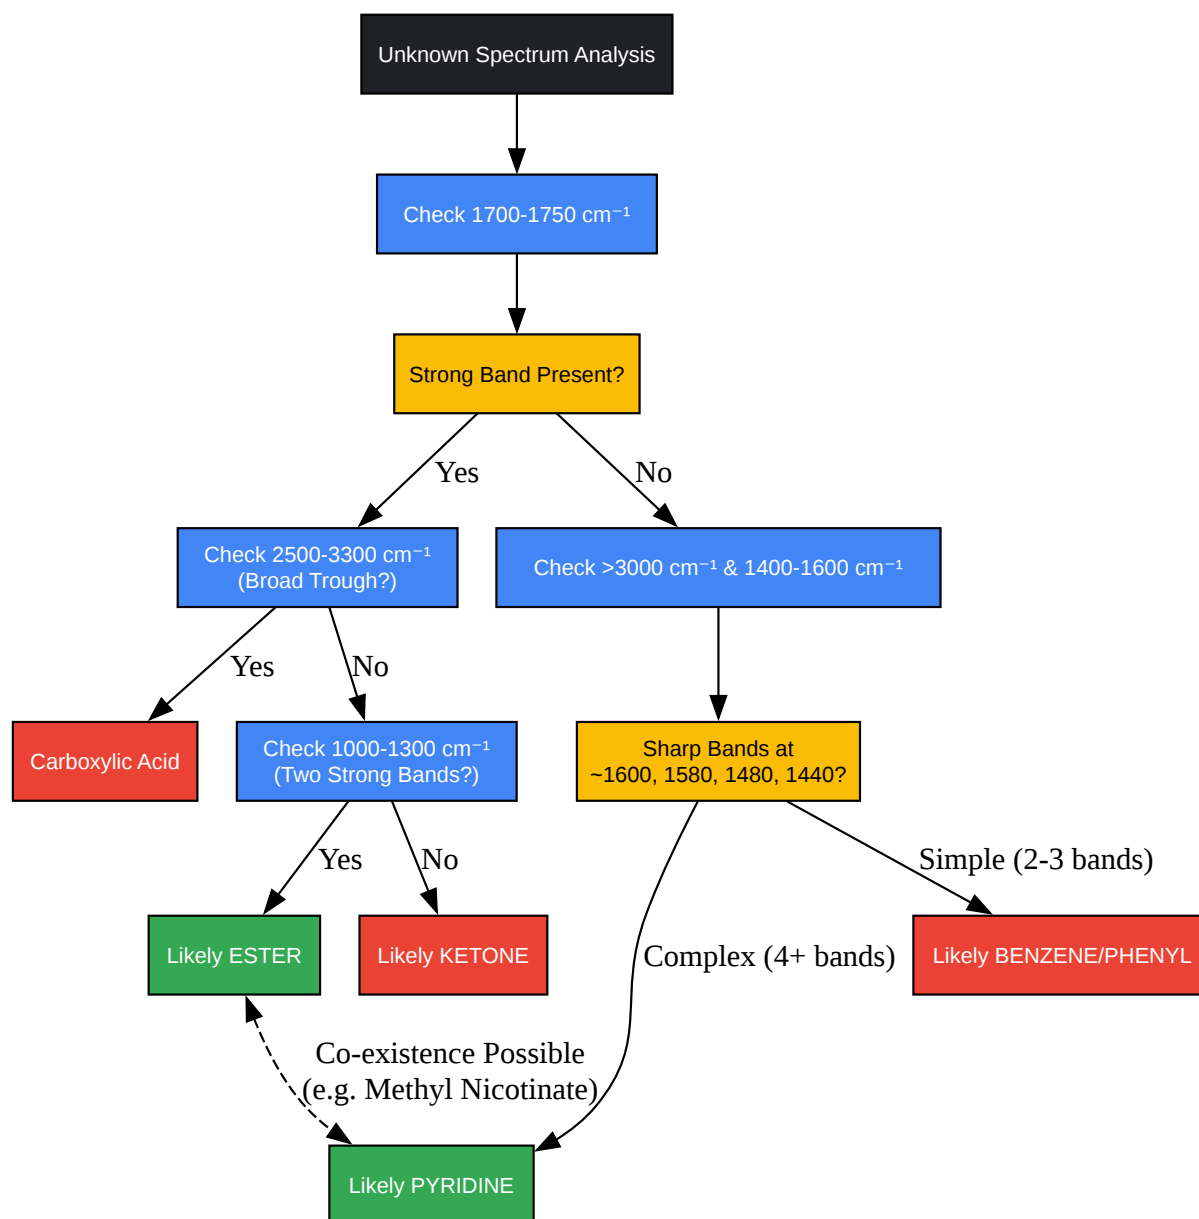 Unknown Spectrum Analysis
Check 1700-1750 cm⁻¹
Strong Band Present?
Yes
No
Check 2500-3300 cm⁻¹
(Broad Trough?)
Check >3000 cm⁻¹ & 1400-1600 cm⁻¹
Yes
No
Carboxylic Acid
Check 1000-1300 cm⁻¹
(Two Strong Bands?)
Sharp Bands at
~1600, 1580, 1480, 1440?
Yes
No
Simple (2-3 bands)
Likely ESTER
Likely KETONE
Complex (4+ bands)
Likely BENZENE/PHENYL
Co-existence Possible
(e.g. Methyl Nicotinate)
Likely PYRIDINE